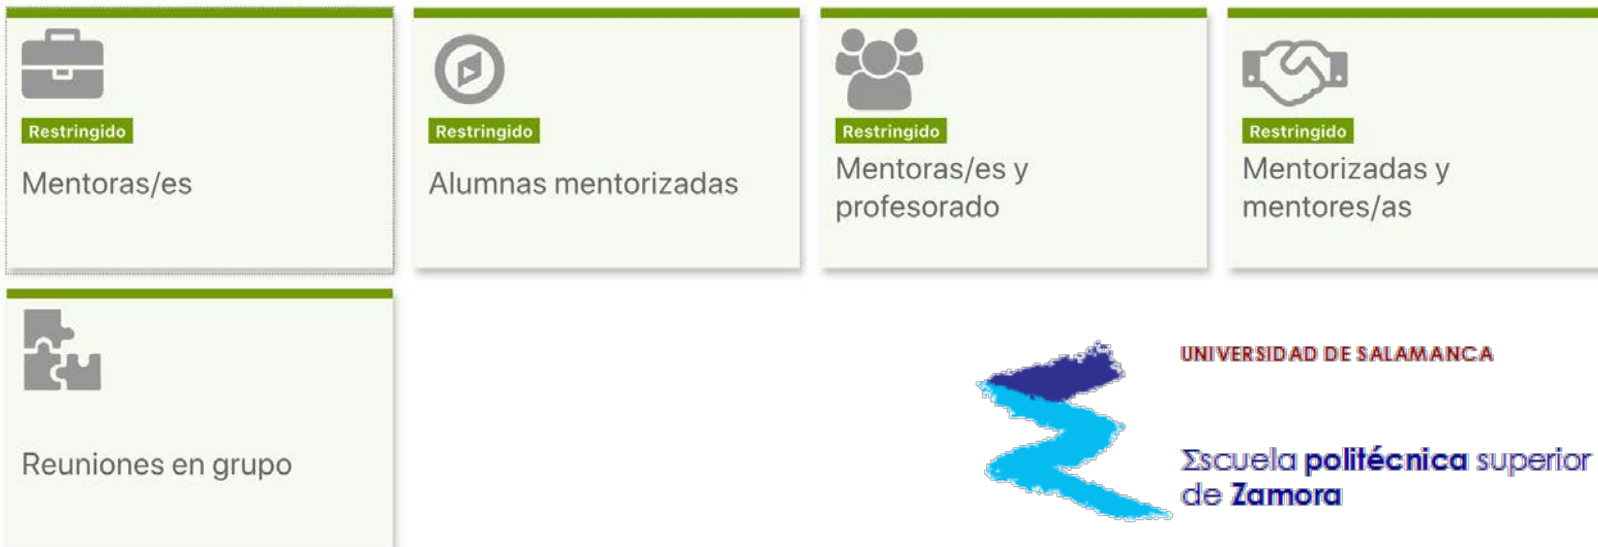 Restringido
Mentoras/es
Restringido
Alumnas mentorizadas
Restringido
Mentoras/es y
profesorado
Restringido
Mentorizadas y
mentores/as
Reuniones en grupo
UNIVERSIDAD DE SALAMANCA
Σscuela politécnica superior
de Zamora